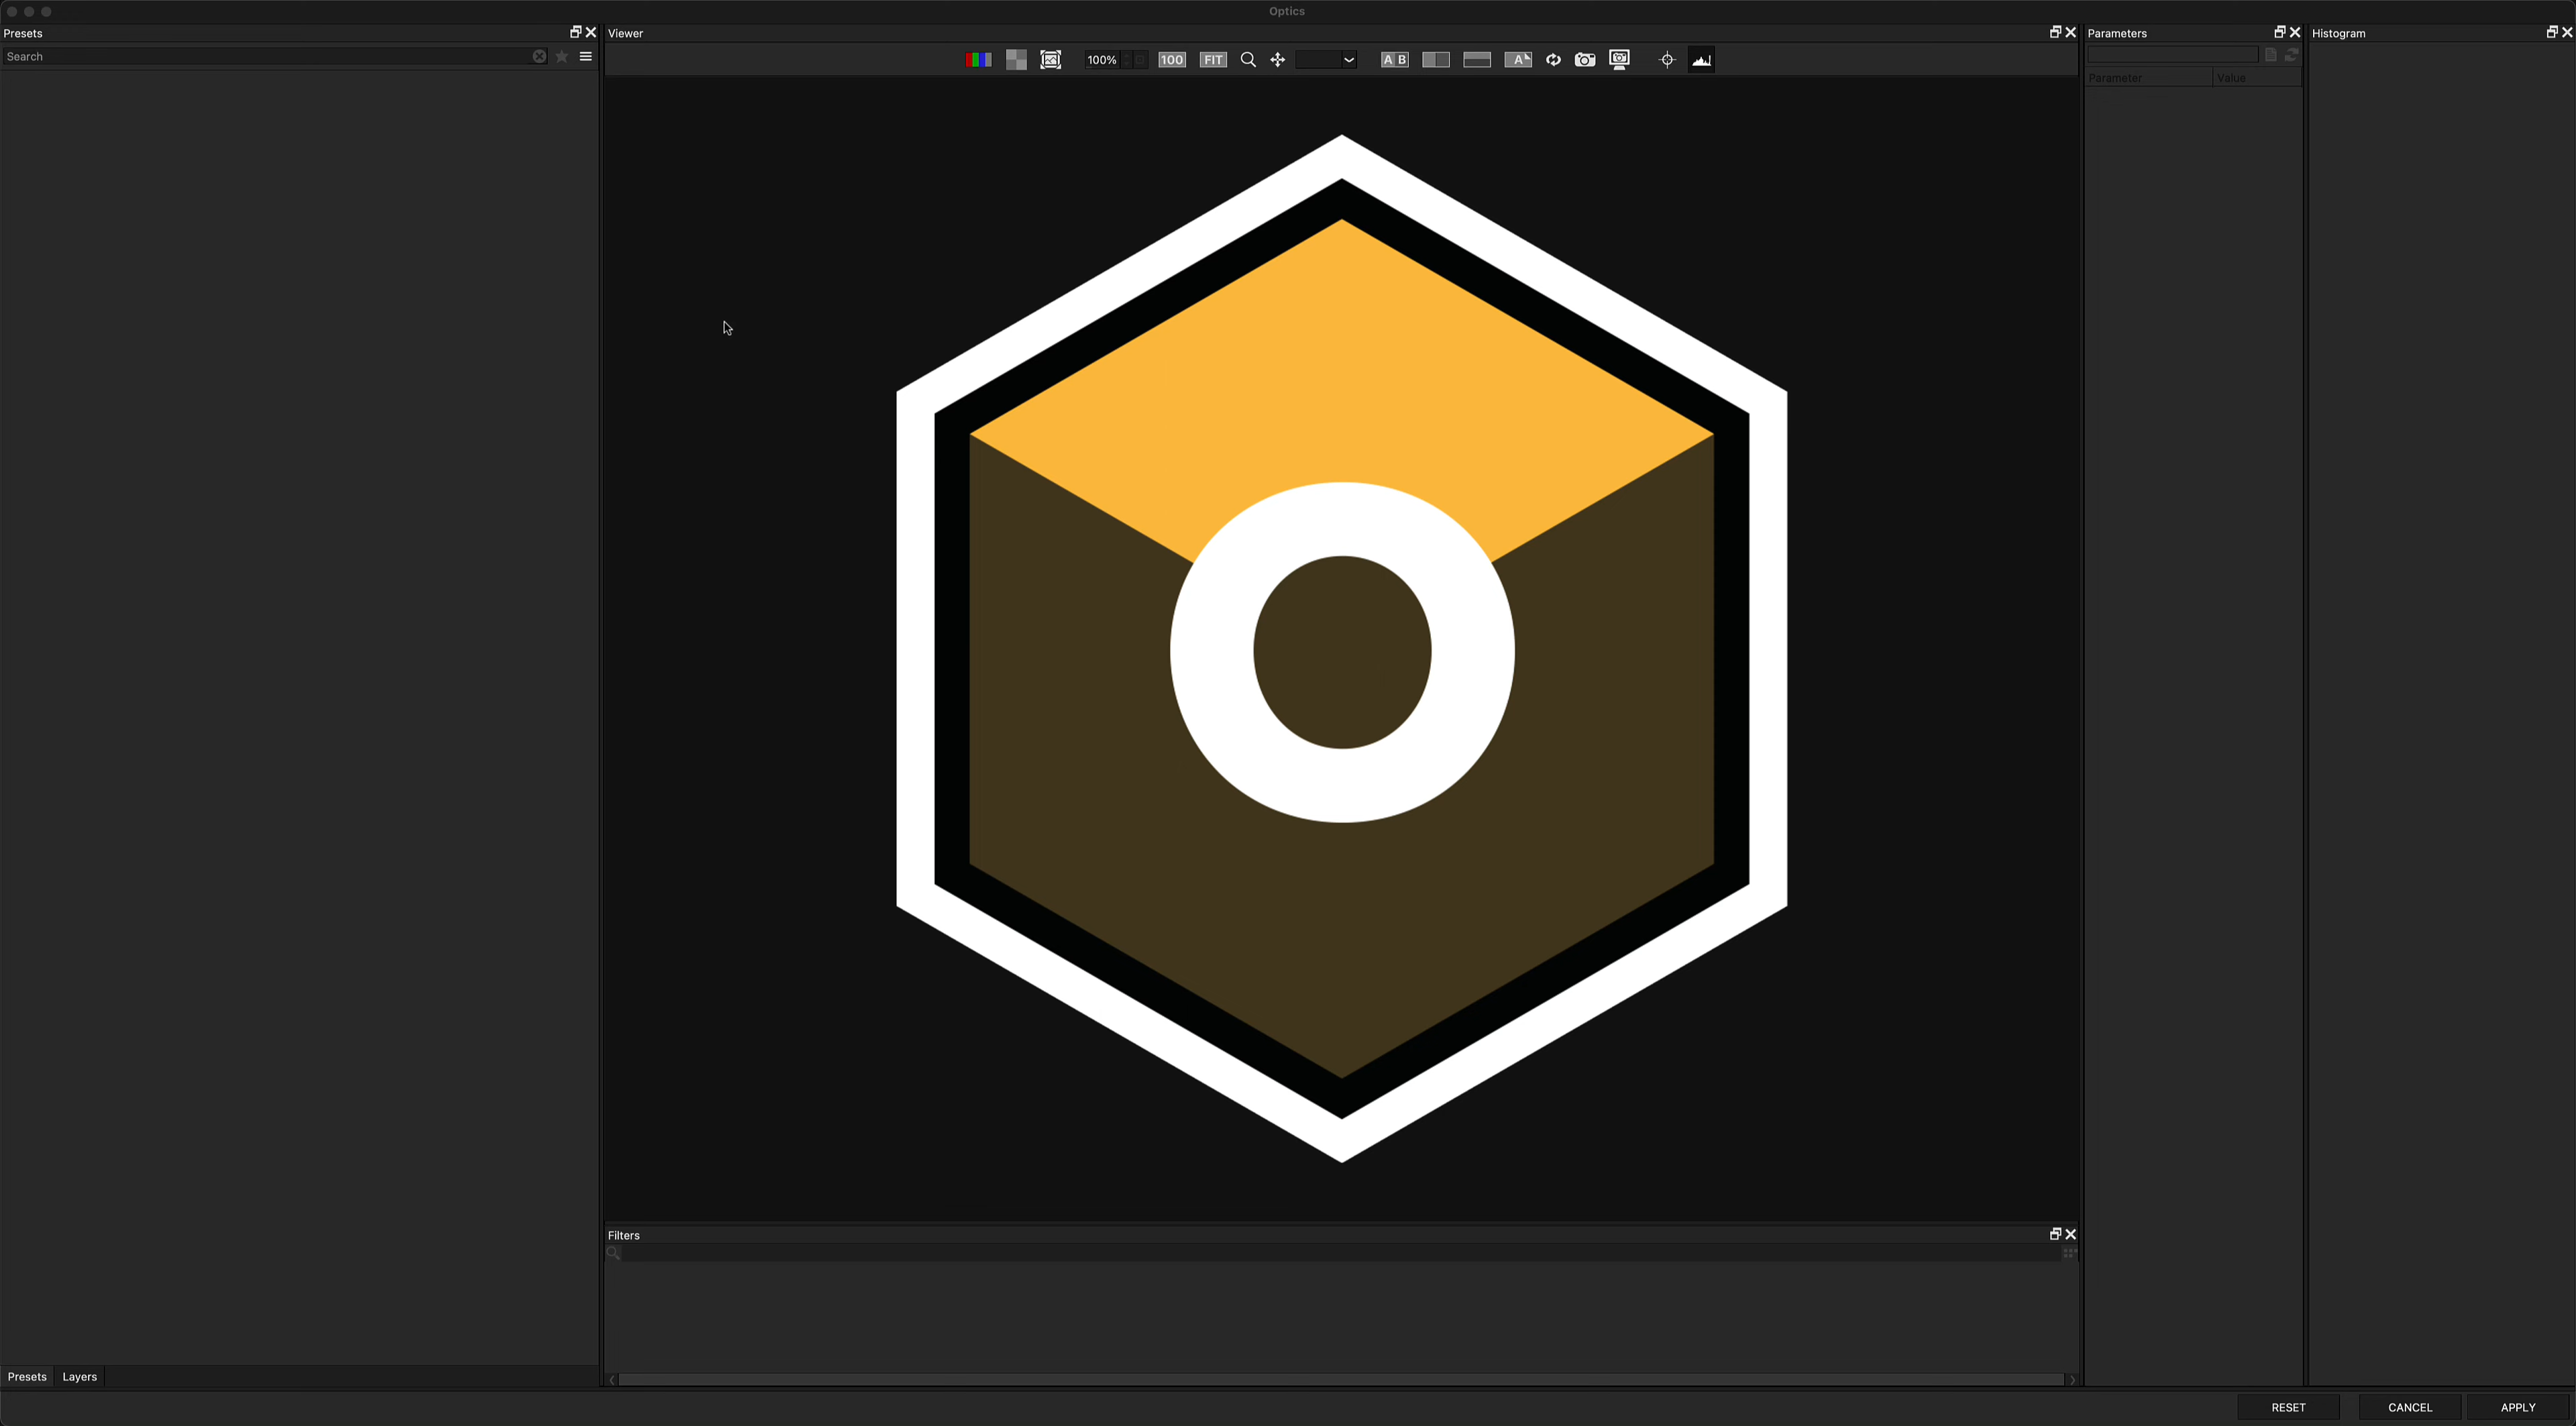 Optics
Presets
Search
Viewer
100%
100
FIT
A B
A
Parameters
Parameter
Value
Histogram
O
Filters
Presets
Layers
RESET
CANCEL
APPLY